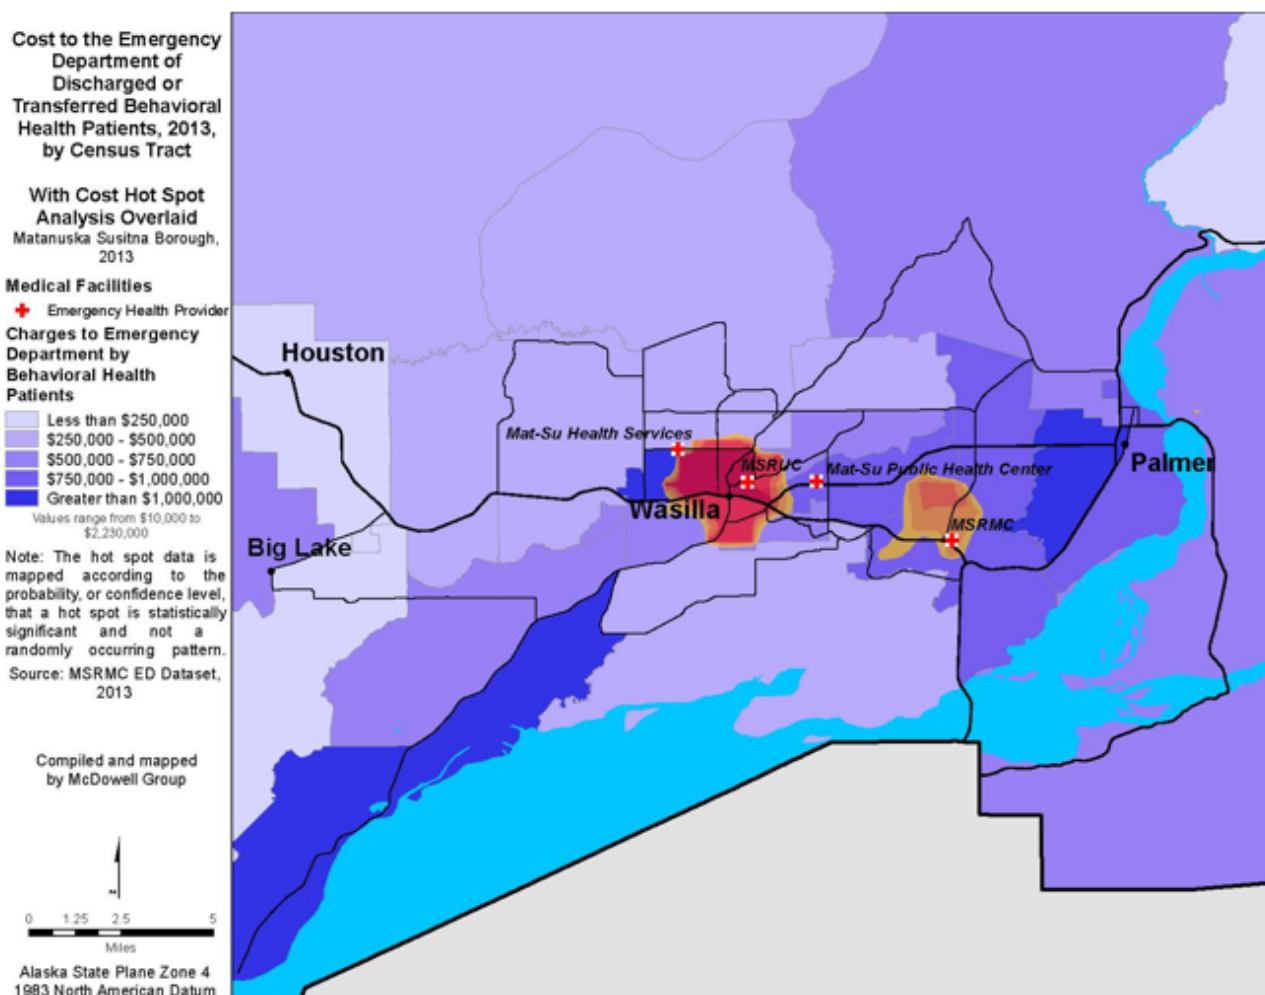 Cost to the Emergency
Department of
Discharged or
Transferred Behavioral
Health Patients, 2013,
by Census Tract
With Cost Hot Spot
Analysis Overlaid
Matanuska Susitna Borough,
2013
Medical Facilities
Emergency Health Provider
Charges to Emergency
Department by
Behavioral Health
Patients
Less than $250,000
$250,000 - $500,000
$500,000 - $750,000
$750,000 - $1,000,000
Greater than $1,000,000
Values range from $10,000 to
$2,230,000
Note: The hot spot data is
mapped according to the
probability, or confidence level,
that a hot spot is statistically
significant and not a
randomly occurring pattern.
Source: MSRMC ED Dataset,
2013
Compiled and mapped
by McDowell Group
N
0 1.25 2.5 5
Miles
Alaska State Plane Zone 4
1983 North American Datum
Houston
Mat-Su Health Services
MSRUC
Mat-Su Public Health Center
Palmer
Wasilla
MSRMC
Big Lake